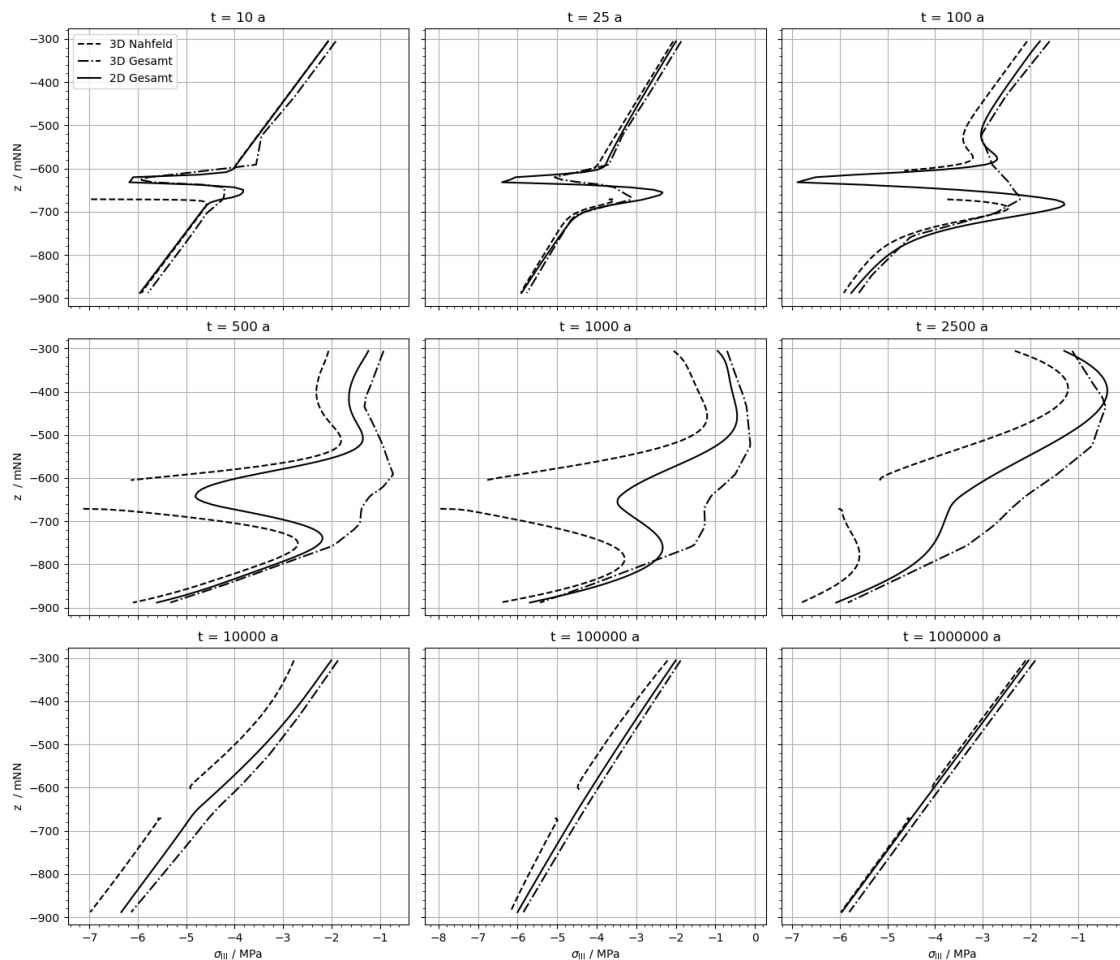 t = 10 a
t = 25 a
t = 100 a
−300
−400
−500
−600
−700
−800
−900
z / mNN
3D Nahfeld
3D Gesamt
2D Gesamt
t = 500 a
t = 1000 a
t = 2500 a
−300
−400
−500
−600
−700
−800
−900
z / mNN
t = 10000 a
t = 100000 a
t = 1000000 a
−300
−400
−500
−600
−700
−800
−900
z / mNN
−7 −6 −5 −4 −3 −2 −1
−8 −7 −6 −5 −4 −3 −2 −1 0
−7 −6 −5 −4 −3 −2 −1
σIII / MPa
σIII / MPa
σIII / MPa